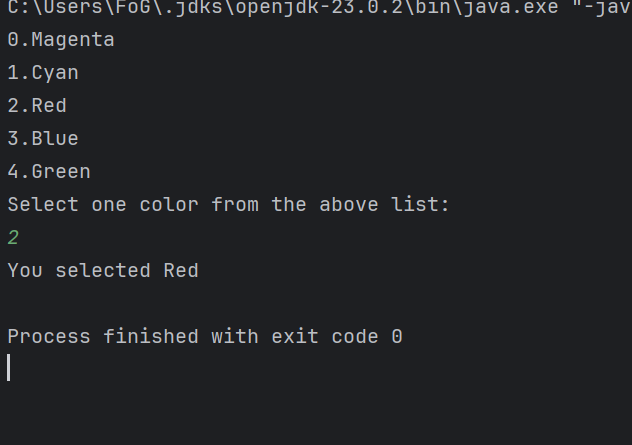 C:\Users\FoG\.jdks\openjdk-23.0.2\bin\java.exe "-jav
0.Magenta
1.Cyan
2.Red
3.Blue
4.Green
Select one color from the above list:
2
You selected Red
Process finished with exit code 0